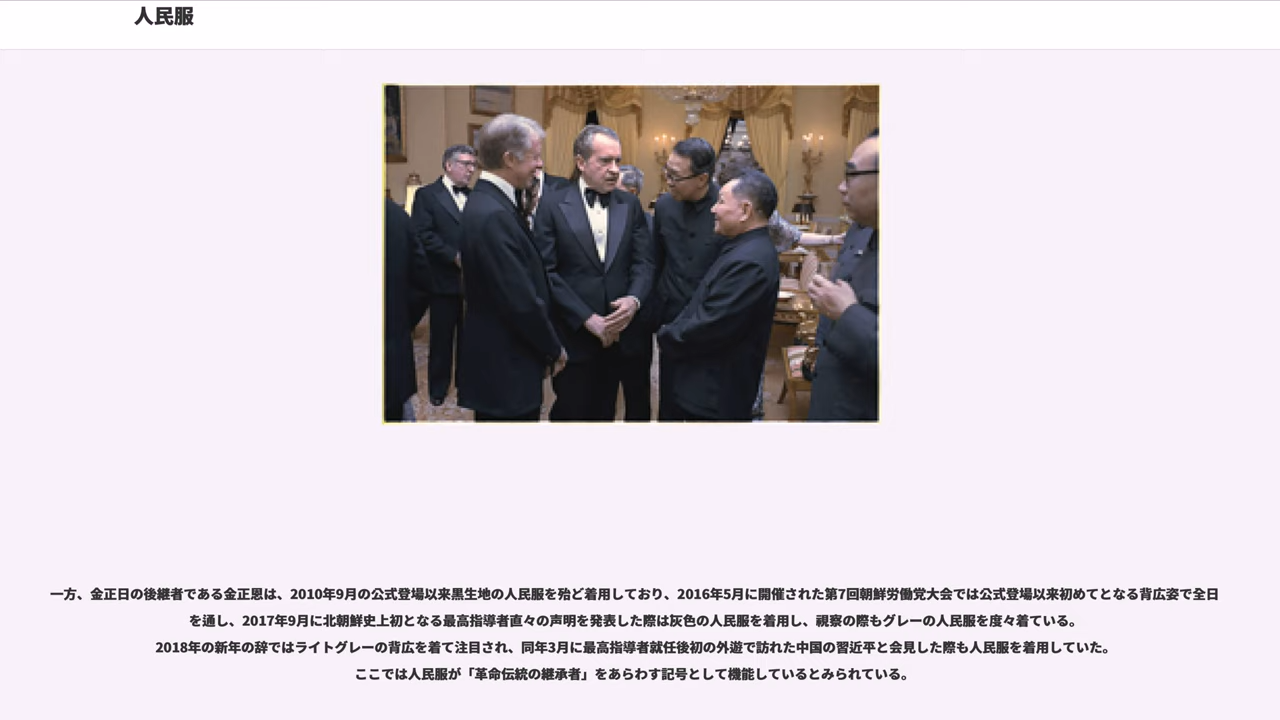 人民服
一方、金正日の後継者である金正恩は、2010年9月の公式登場以来黒生地の人民服を殆ど着用しており、2016年5月に開催された第7回朝鮮労働党大会では公式登場以来初めてとなる背広姿で全日
を通し、2017年9月に北朝鮮史上初となる最高指導者直々の声明を発表した際は灰色の人民服を着用し、視察の際もグレーの人民服を度々着ている。
2018年の新年の辞ではライトグレーの背広を着て注目され、同年3月に最高指導者就任後初の外遊で訪れた中国の習近平と会見した際も人民服を着用していた。
ここでは人民服が「革命伝統の継承者」をあらわす記号として機能しているとみられている。